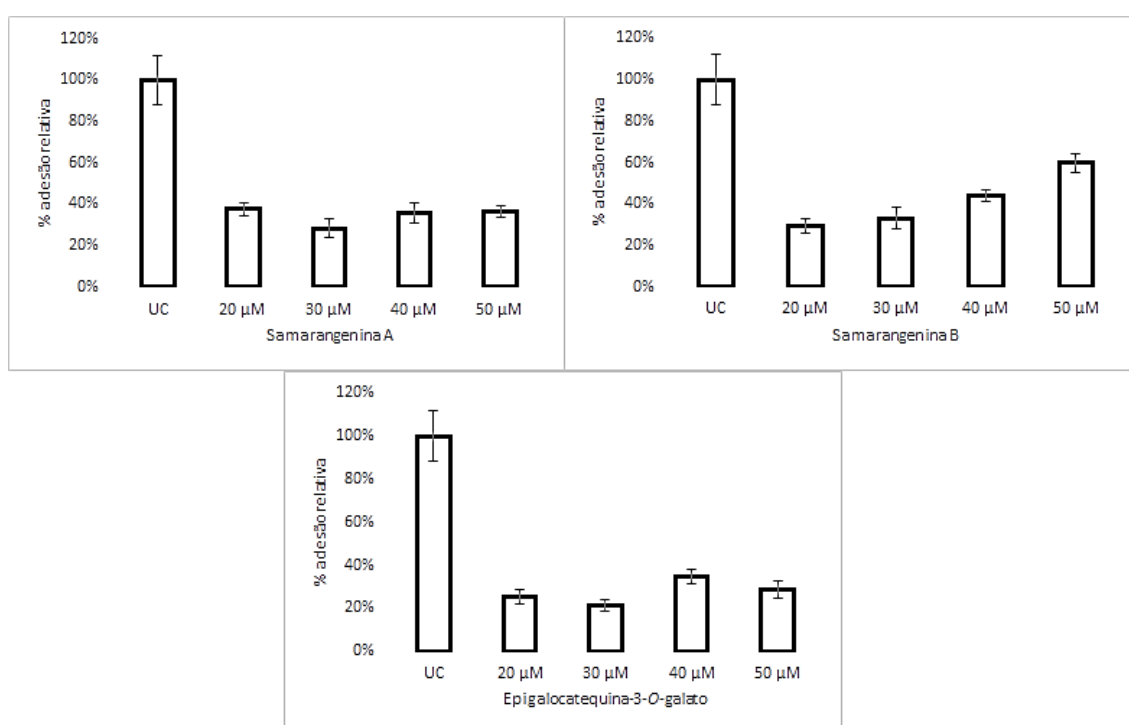 120%
100%
80%
60%
40%
20%
0%
% adesão relativa
UC 20 µM 30 µM 40 µM 50 µM
Samarangenina A
120%
100%
80%
60%
40%
20%
0%
% adesão relativa
UC 20 µM 30 µM 40 µM 50 µM
Samarangenina B
120%
100%
80%
60%
40%
20%
0%
% adesão relativa
UC 20 µM 30 µM 40 µM 50 µM
Epigalocatequina-3-O-galato